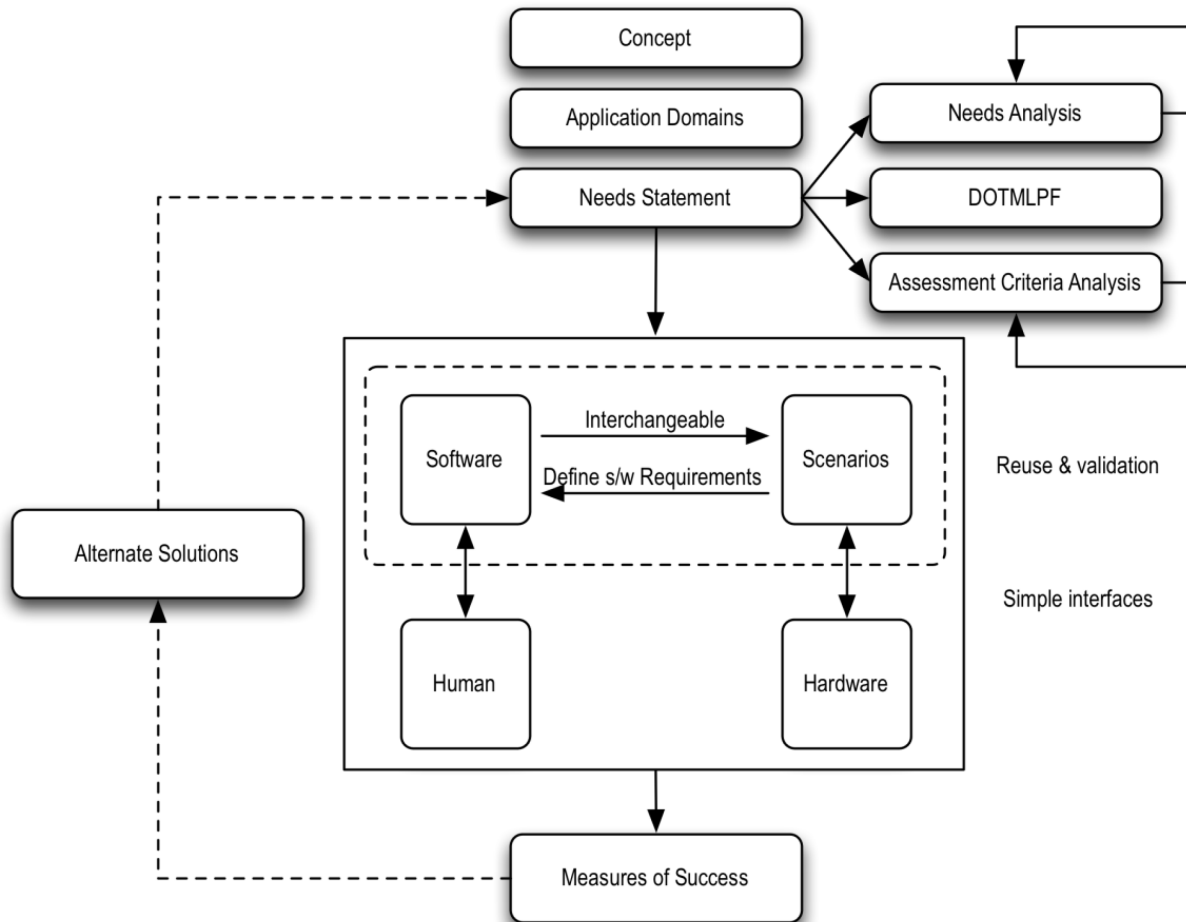 Concept
Application Domains
Needs Analysis
Needs Statement
DOTMLPF
Assessment Criteria Analysis
Interchangeable
Software
Scenarios
Define s/w Requirements
Reuse & validation
Alternate Solutions
Simple interfaces
Human
Hardware
Measures of Success